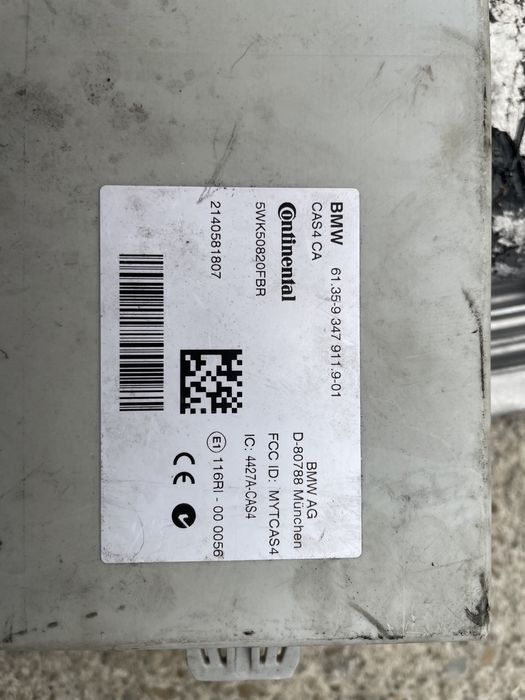 BMW 61.35-9 347 911.9-01
CAS4 CA
Continental
5WK50820FBR
2140581807
BMW AG
D-80788 München
FCC ID: MYTCAS4
IC: 4427A-CAS4
E1 116RI - 00 0056
CE